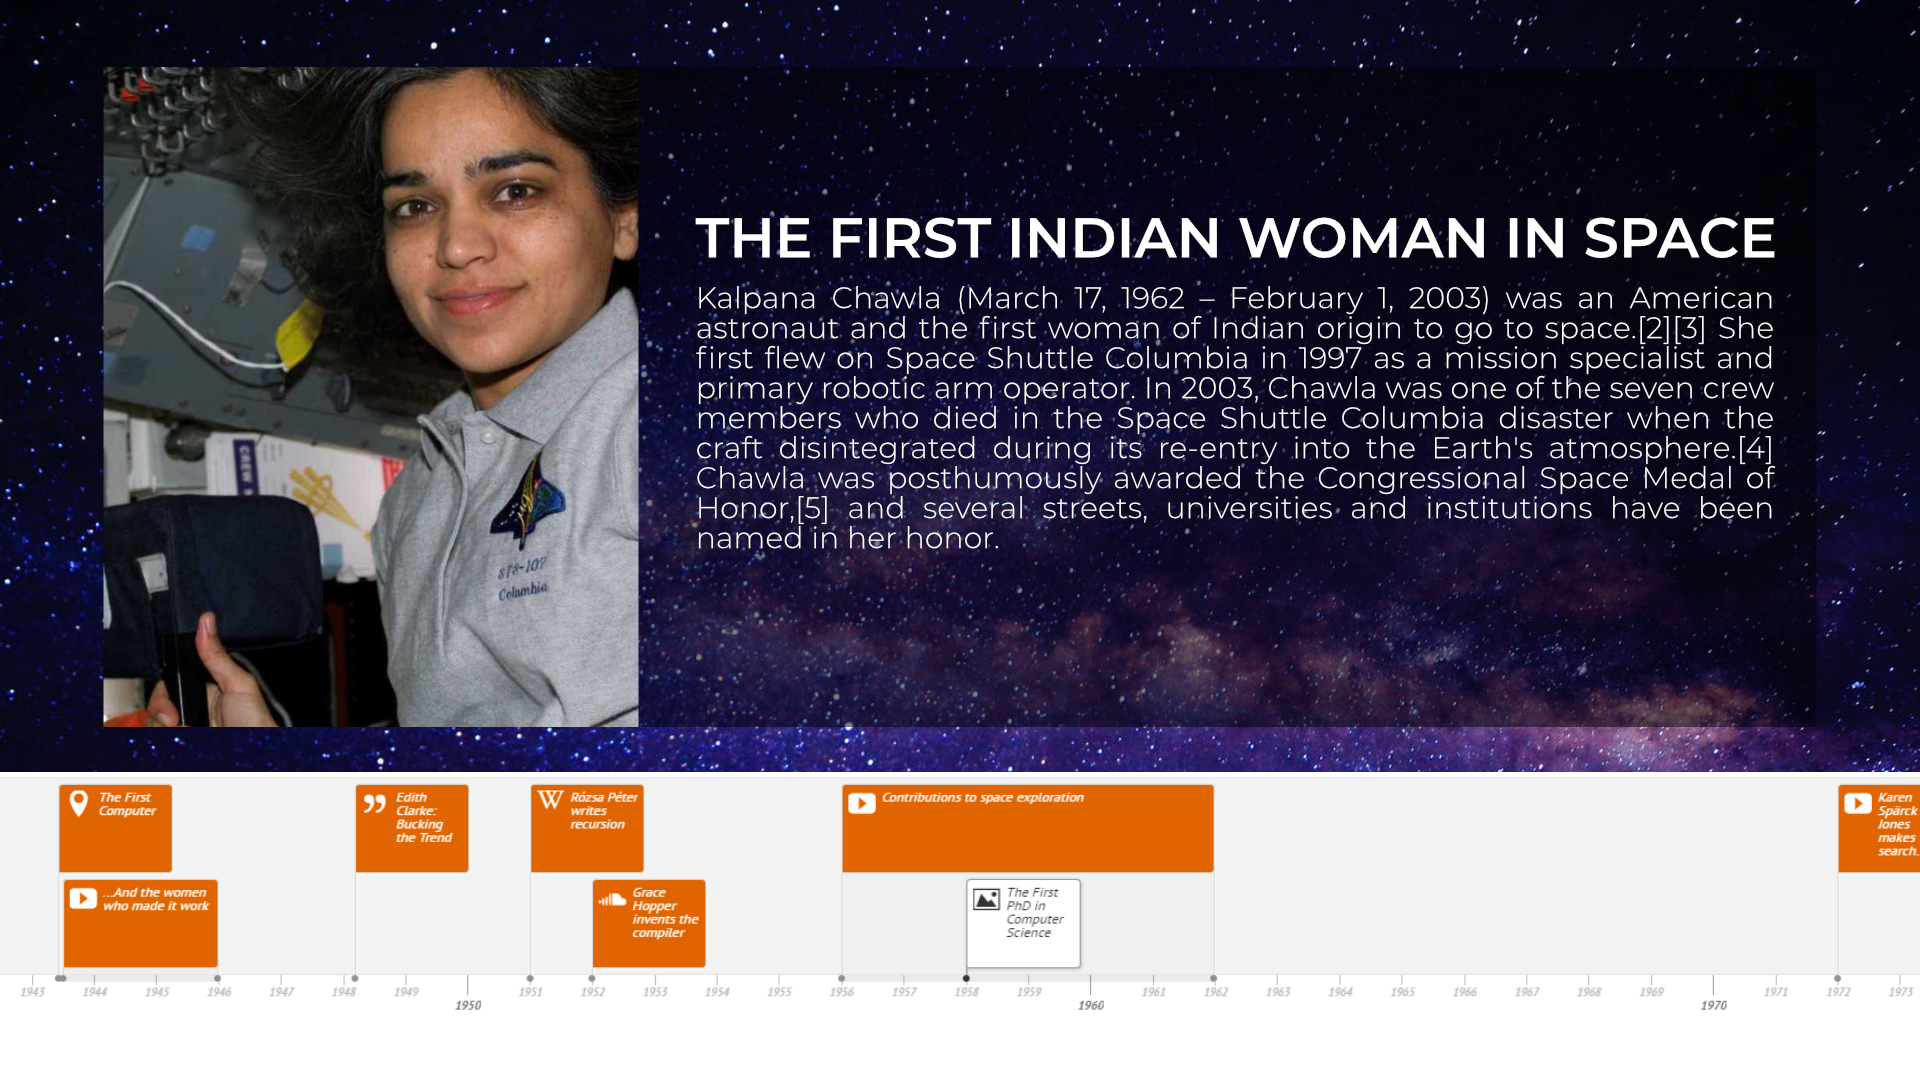 THE FIRST INDIAN WOMAN IN SPACE
Kalpana Chawla (March 17, 1962 – February 1, 2003) was an American
astronaut and the first woman of Indian origin to go to space.[2][3] She
first flew on Space Shuttle Columbia in 1997 as a mission specialist and
primary robotic arm operator. In 2003, Chawla was one of the seven crew
members who died in the Space Shuttle Columbia disaster when the
craft disintegrated during its re-entry into the Earth's atmosphere.[4]
Chawla was posthumously awarded the Congressional Space Medal of
Honor,[5] and several streets, universities and institutions have been
named in her honor.
CREW
STS-107
Columbia
The First
Computer
...And the women
who made it work
Edith
Clarke:
Bucking
the Trend
Rózsa Péter
writes
recursion
Grace
Hopper
invents the
compiler
Contributions to space exploration
The First
PhD in
Computer
Science
Karen
Spärck
Jones
makes
search.
1943 1944 1945 1946 1947 1948 1949 1950 1951 1952 1953 1954 1955 1956 1957 1958 1959 1960 1961 1962 1963 1964 1965 1966 1967 1968 1969 1970 1971 1972 1973